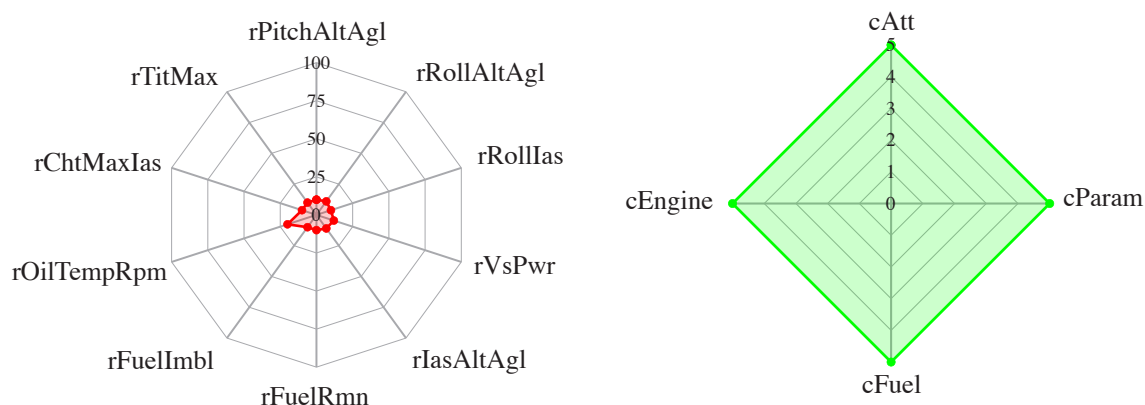 rPitchAltAgl
rTitMax
rRollAltAgl
rChtMaxIas
rRollIas
rOilTempRpm
rVsPwr
rFuelImbl
rIasAltAgl
rFuelRmn
100
75
50
25
0
cAtt
5
4
3
2
1
0
cEngine
cParam
cFuel